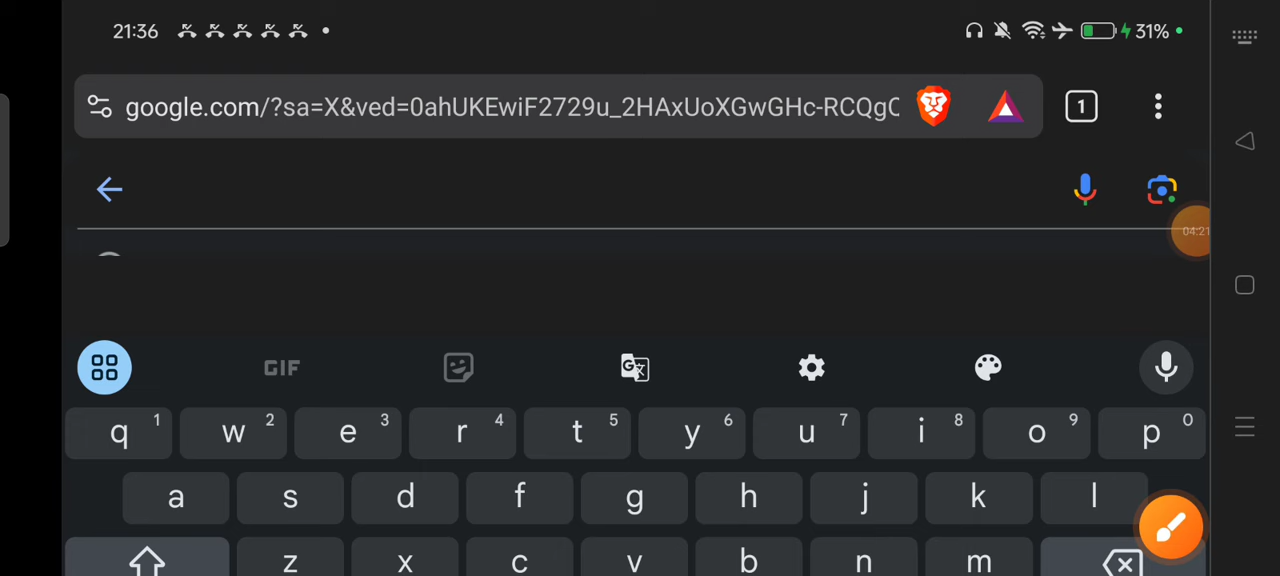 21:36 31%
google.com/?sa=X&ved=0ahUKEwiF2729u_2HAxUoXGwGHc-RCQgC 1
04:21
GIF
q 1 w 2 e 3 r 4 t 5 y 6 u 7 i 8 o 9 p 0
a s d f g h j k l
z x c v b n m